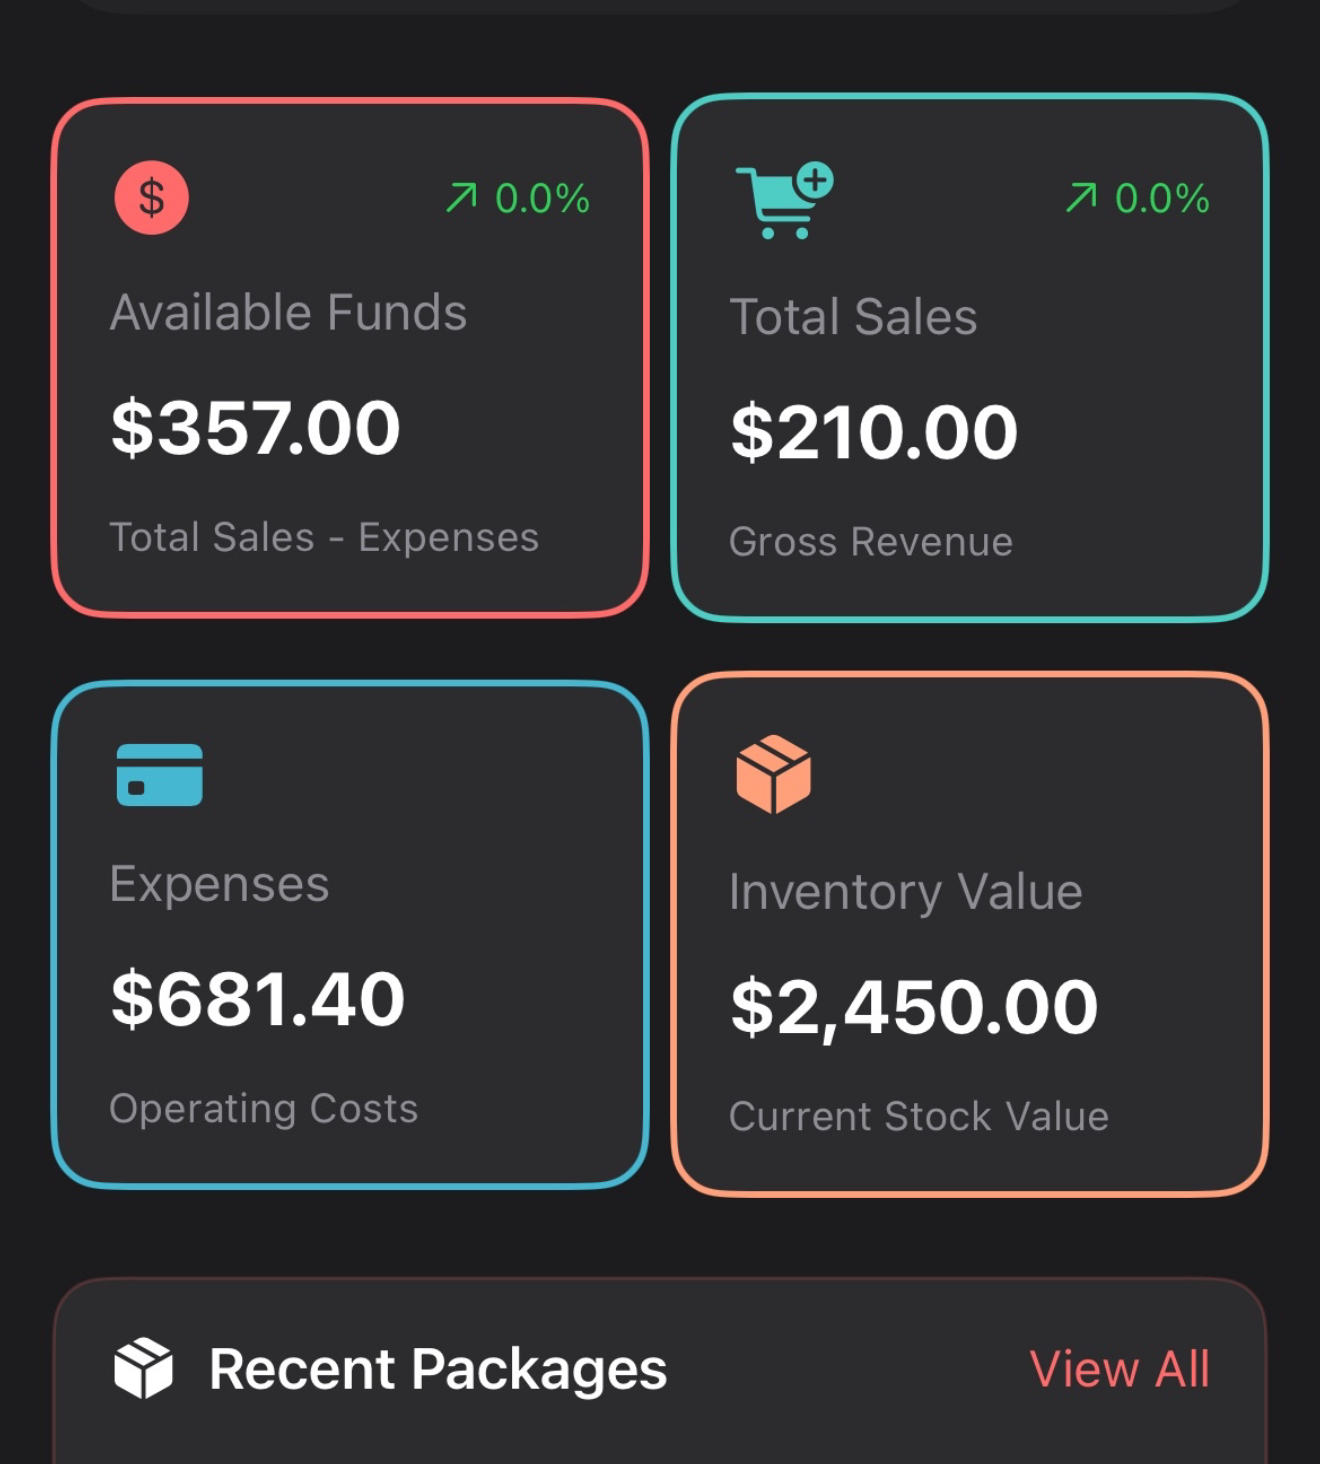 $
↗ 0.0%
Available Funds
$357.00
Total Sales - Expenses
↗ 0.0%
Total Sales
$210.00
Gross Revenue
Expenses
$681.40
Operating Costs
Inventory Value
$2,450.00
Current Stock Value
Recent Packages
View All